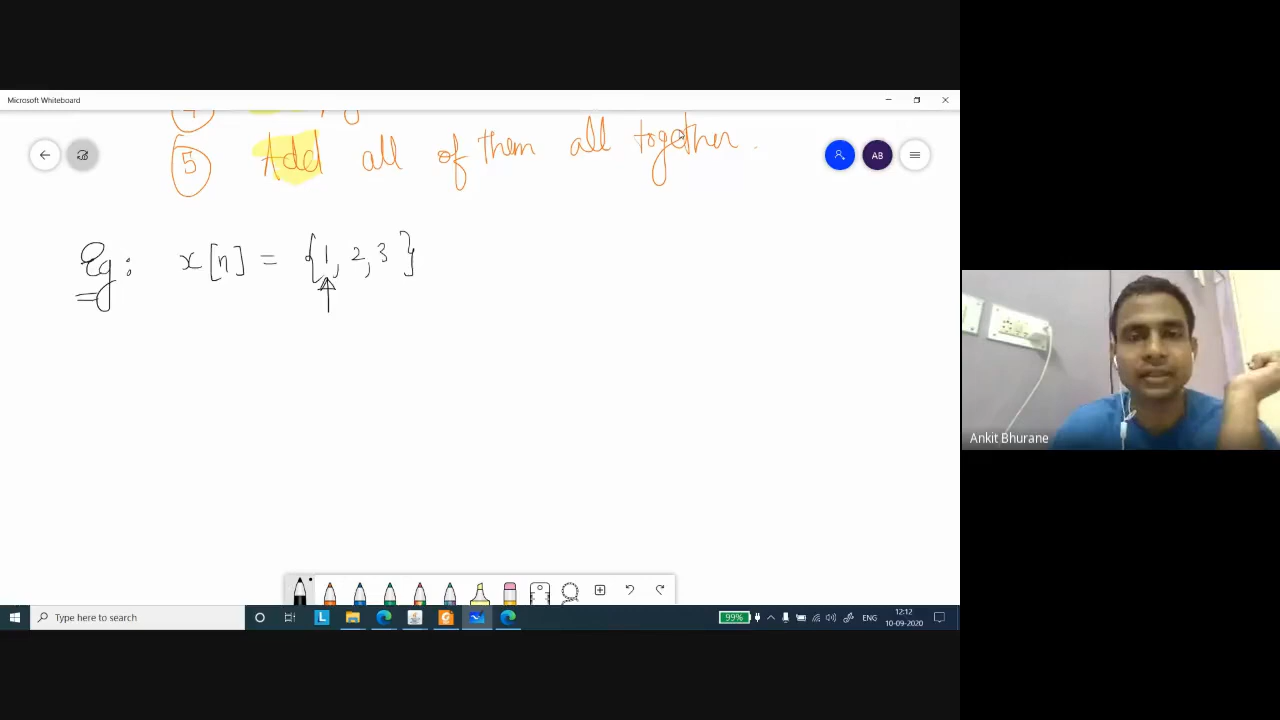 Microsoft Whiteboard
⑤ Add all of them all together.
AB
Eg: x[n] = {1, 2, 3}
↑
Ankit Bhurane
Type here to search
L
99%
ENG
12:12
10-09-2020